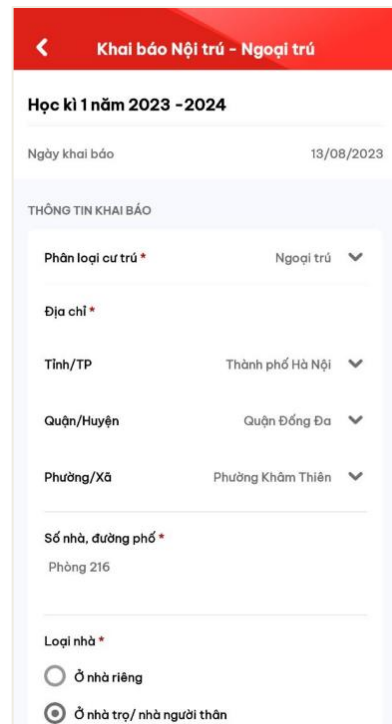 Khai báo Nội trú - Ngoại trú
Học kì 1 năm 2023 -2024
Ngày khai báo 13/08/2023
THÔNG TIN KHAI BÁO
Phân loại cư trú * Ngoại trú
Địa chỉ *
Tỉnh/TP Thành phố Hà Nội
Quận/Huyện Quận Đống Đa
Phường/Xã Phường Khâm Thiên
Số nhà, đường phố *
Phòng 216
Loại nhà *
Ở nhà riêng
Ở nhà trọ/ nhà người thân